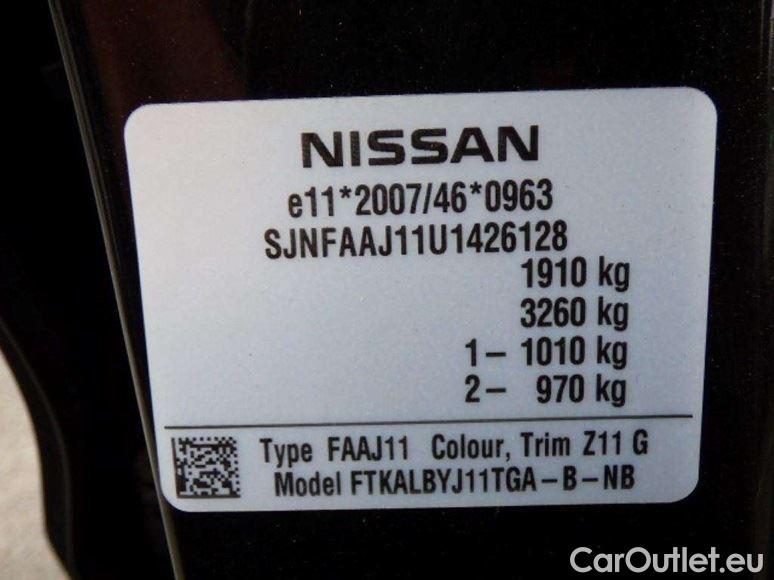 NISSAN
e11*2007/46*0963
SJNFAAJ11U1426128
1910 kg
3260 kg
1- 1010 kg
2- 970 kg
Type FAAJ11 Colour, Trim Z11 G
Model FTKALBYJ11TGA-B-NB
CarOutlet.eu